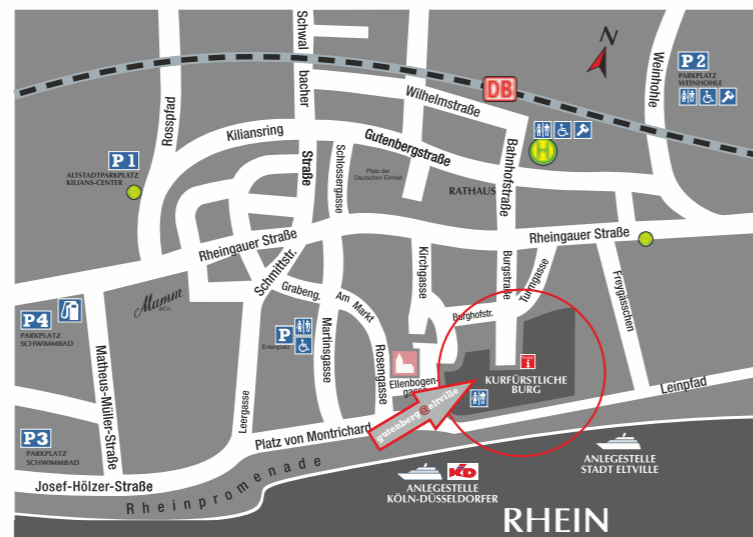 Schwal
bacher
Straße
N
Weinhohle
P2
PARKPLATZ
WEINHOHLE
DB
Wilhelmstraße
Rosspfad
Kiliansring
Gutenbergstraße
Bahnhofstraße
H
P1
ALTSTADTPARKPLATZ
KILIANS-CENTER
Schlossergasse
Platz der
Deutschen Einheit
RATHAUS
Rheingauer Straße
Rheingauer Straße
Schmittstr.
Kirchgasse
Burgstraße
Turmgasse
Freygässchen
Mumm
&Co.
Grabeng.
Am Markt
Burghofstr.
P4
PARKPLATZ
SCHWIMMBAD
P
Erlenplatz
Martinsgasse
Rosengasse
Matheus-Müller-Straße
Leergasse
Ellenbogen-
gasse
i
KURFÜRSTLICHE
BURG
Leinpfad
gutenberg@eltville
P3
PARKPLATZ
SCHWIMMBAD
Platz von Montrichard
Josef-Hölzer-Straße
Rheinpromenade
KD
ANLEGESTELLE
KÖLN-DÜSSELDORFER
ANLEGESTELLE
STADT ELTVILLE
RHEIN